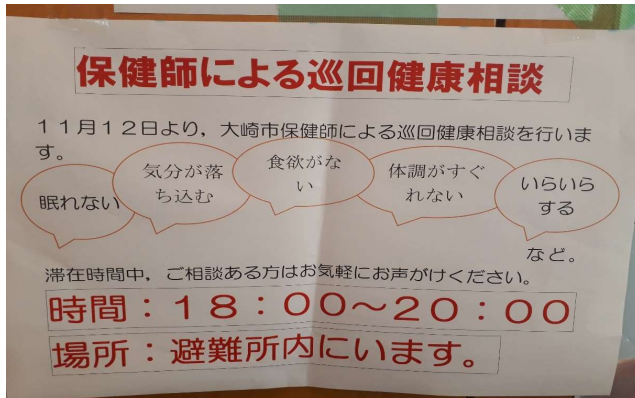 保健師による巡回健康相談
１１月１２日より，大崎市保健師による巡回健康相談を行いま
す。
眠れない
気分が落
ち込む
食欲がな
い
体調がすぐ
れない
いらいら
する
など。
滞在時間中，ご相談ある方はお気軽にお声がけください。
時間：１８：００～２０：００
場所：避難所内にいます。